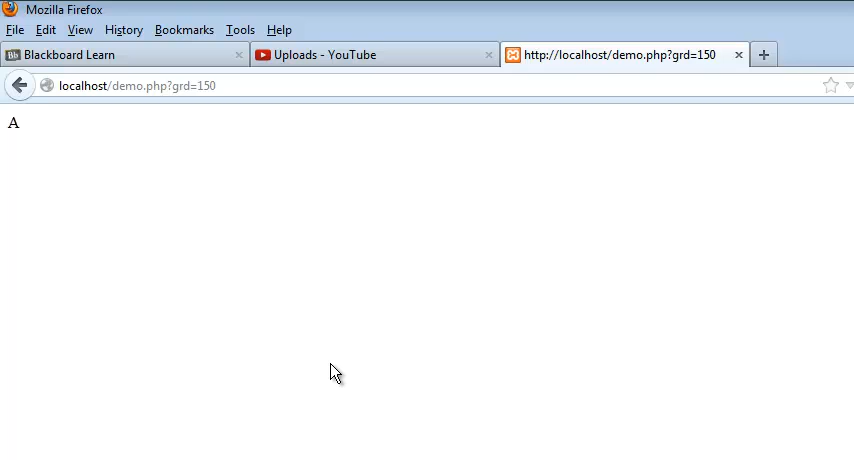 Mozilla Firefox
File Edit View History Bookmarks Tools Help
Bb Blackboard Learn Uploads - YouTube http://localhost/demo.php?grd=150
localhost/demo.php?grd=150
A